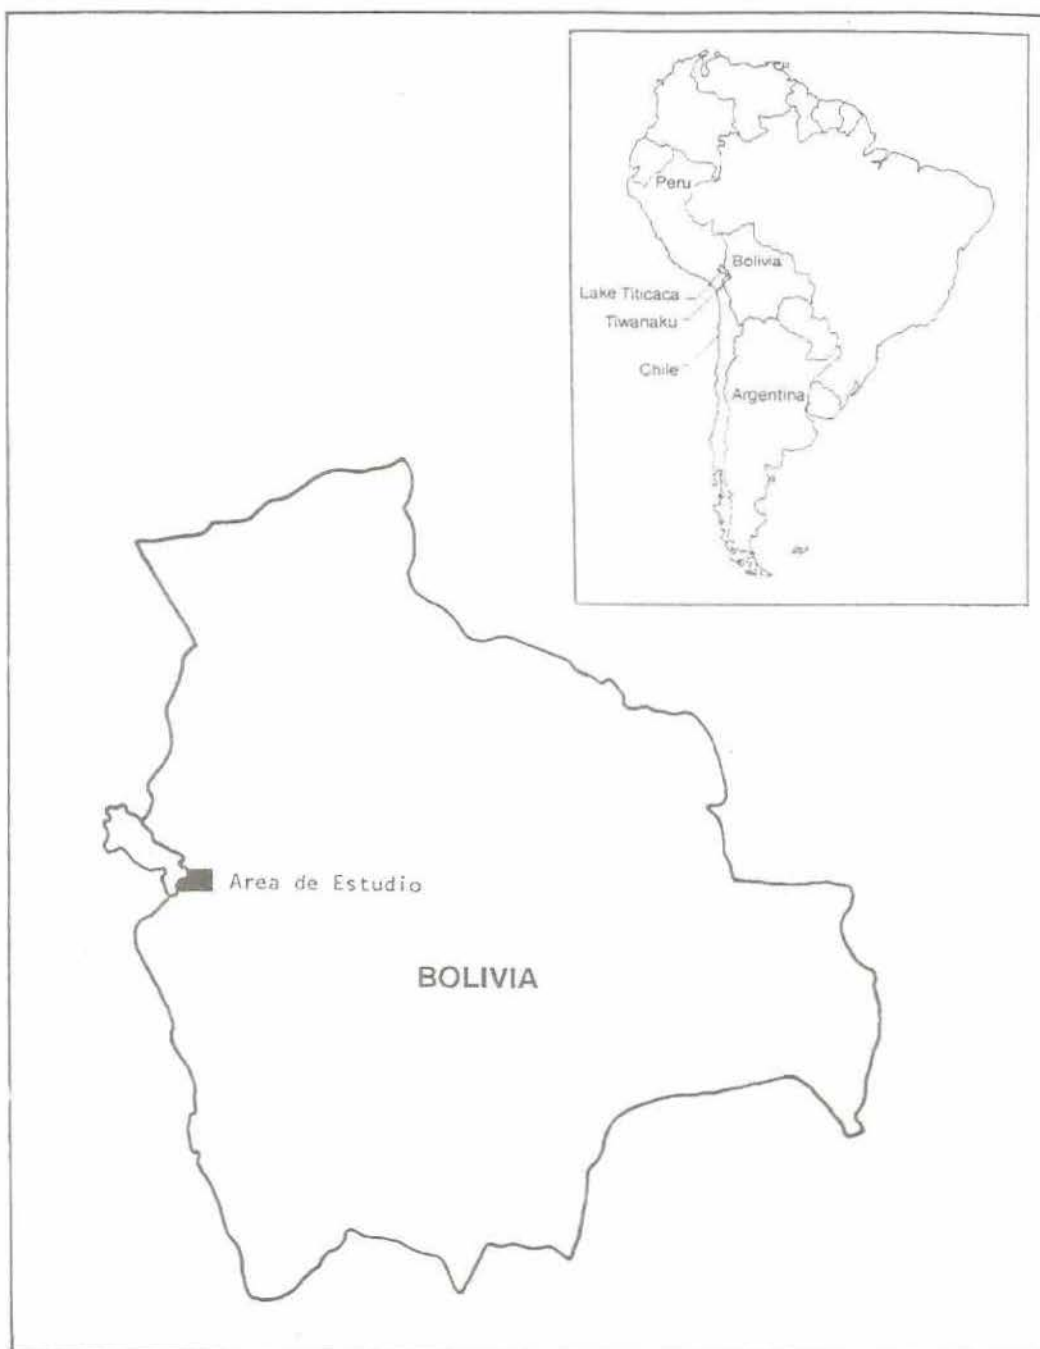 Peru
Bolivia
Lake Titicaca
Tiwanaku
Chile
Argentina
Area de Estudio
BOLIVIA